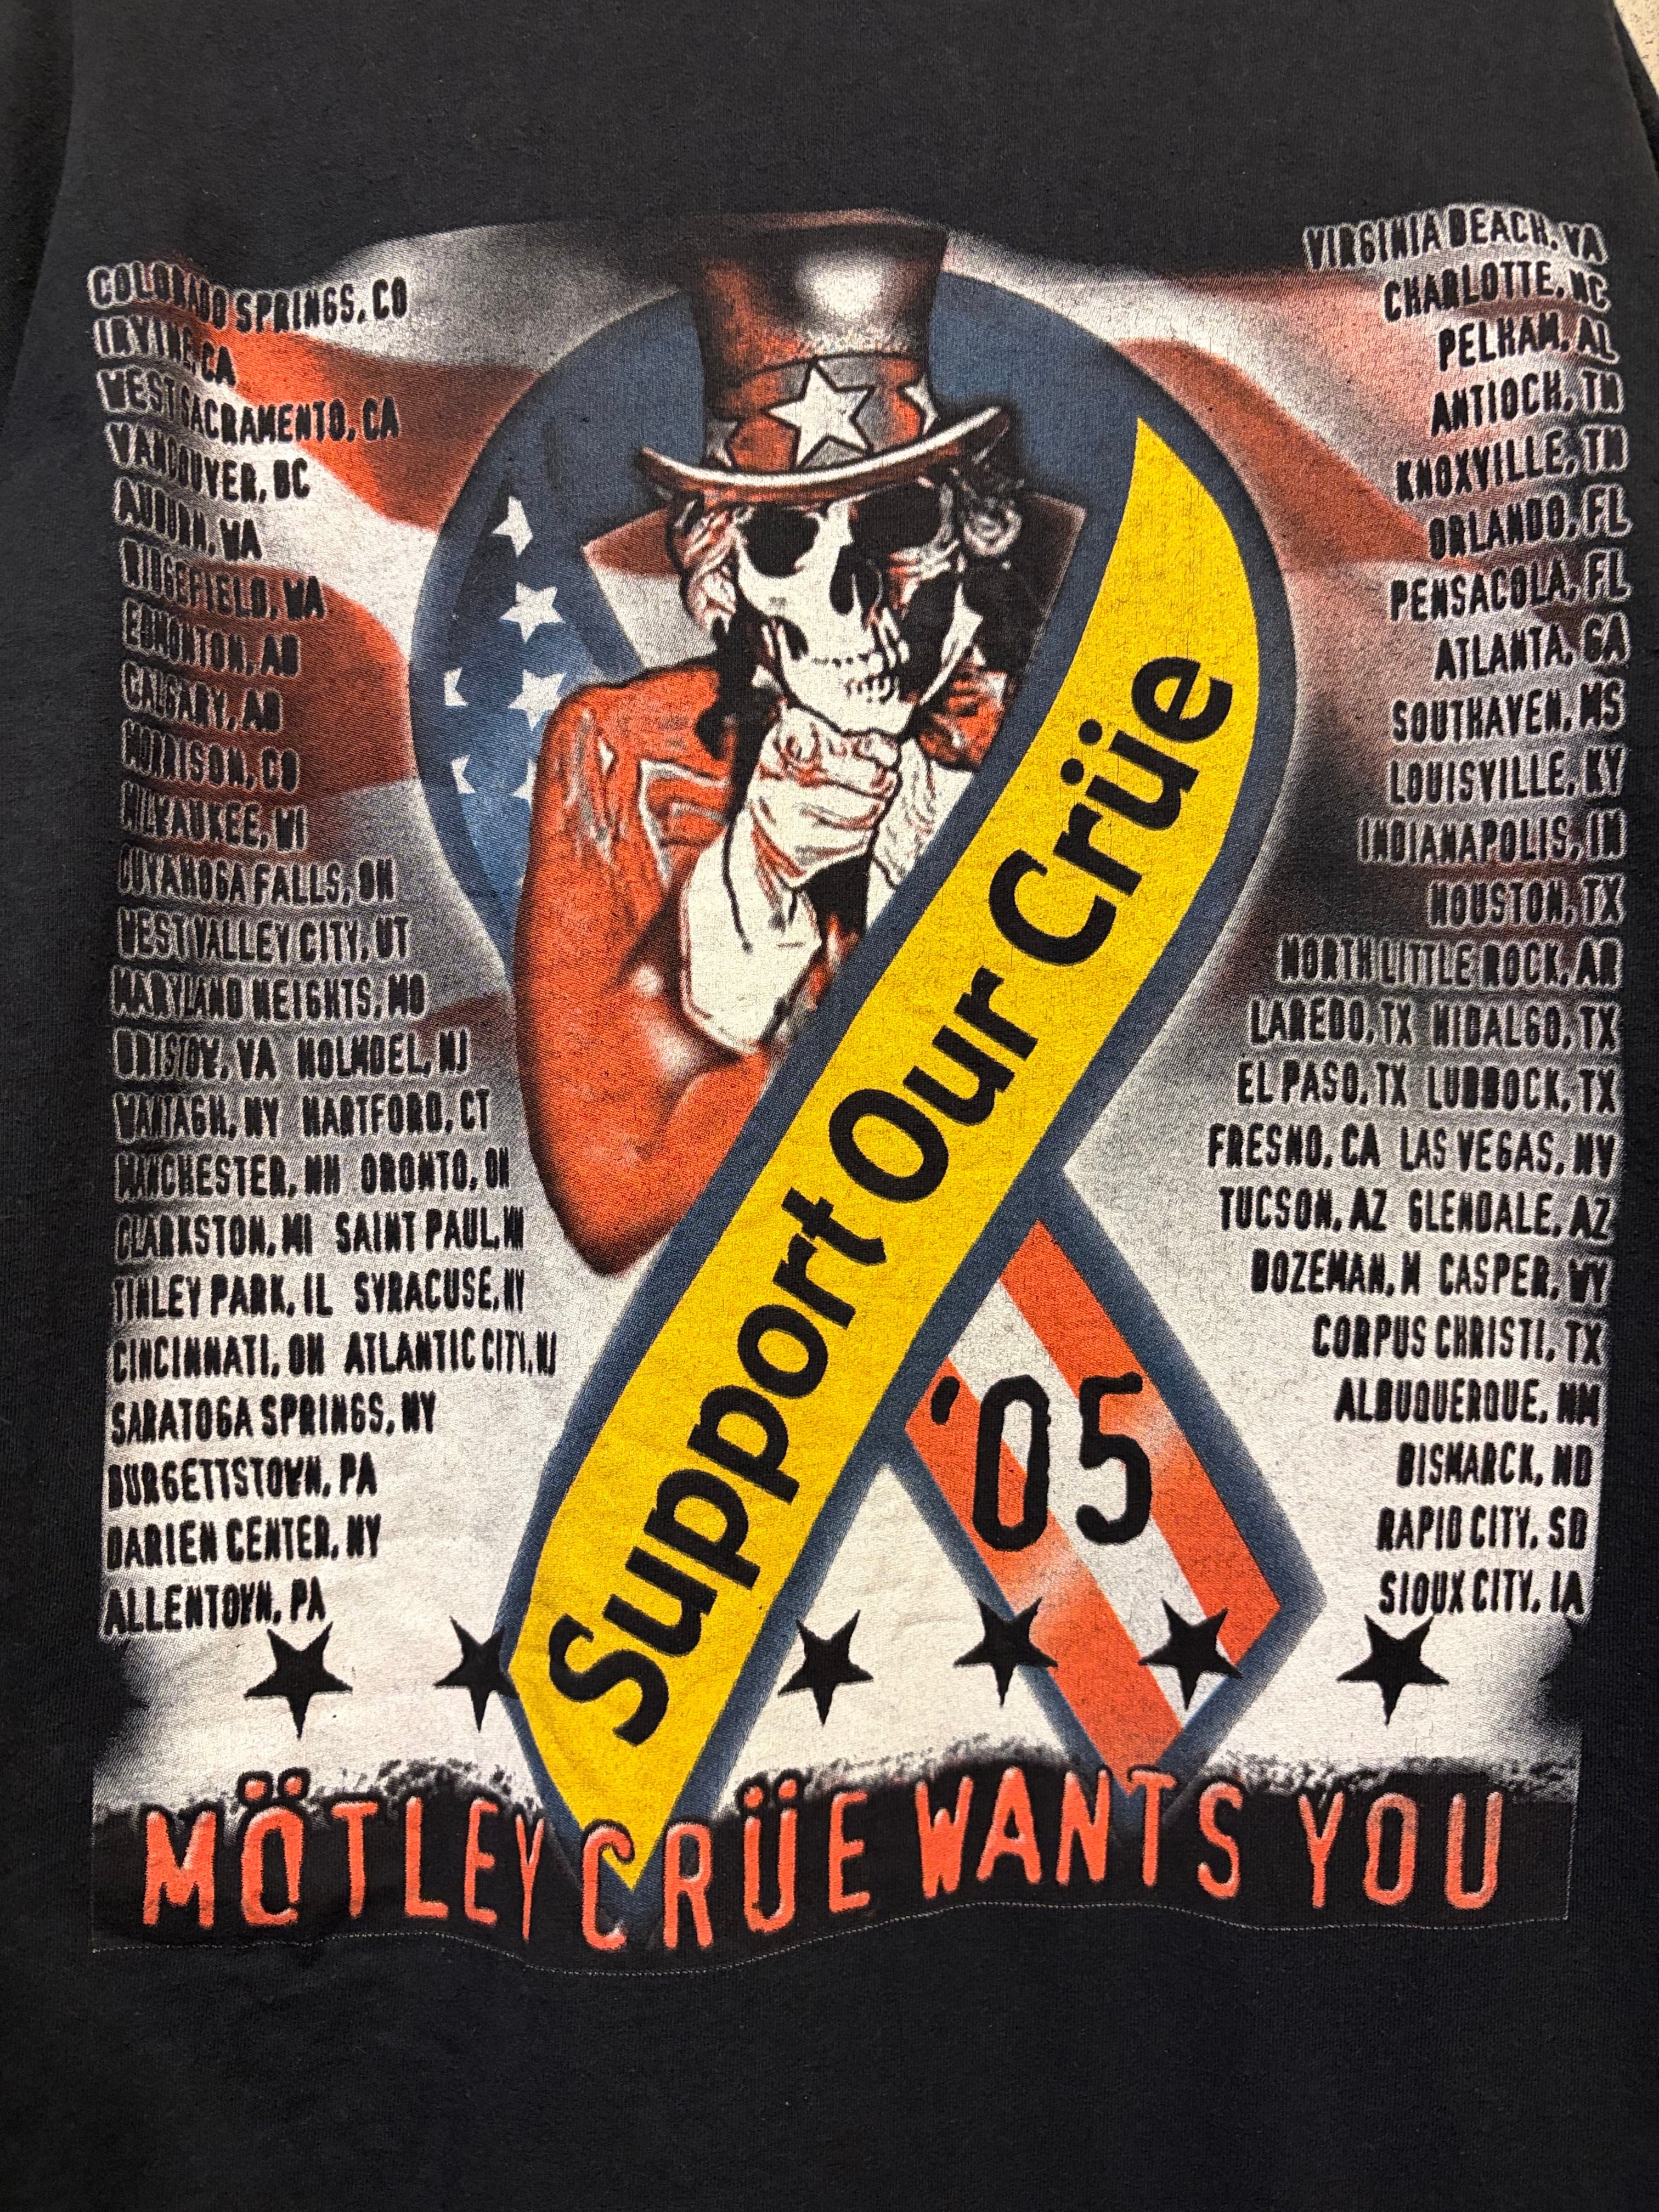 COLORADO SPRINGS, CO
IRVINE, CA
WEST SACRAMENTO, CA
VANCOUVER, BC
AUBURN, WA
RIDGEFIELD, WA
EDMONTON, AB
CALGARY, AB
MORRISON, CO
MILWAUKEE, WI
CUYAHOGA FALLS, OH
WEST VALLEY CITY, UT
MARYLAND HEIGHTS, MO
BRISTOW, VA HOLMDEL, NJ
WANTAGH, NY HARTFORD, CT
MANCHESTER, NH ORONTO, ON
CLARKSTON, MI SAINT PAUL, MN
TINLEY PARK, IL SYRACUSE, NY
CINCINNATI, OH ATLANTIC CITY, NJ
SARATOGA SPRINGS, NY
BURGETTSTOWN, PA
DARIEN CENTER, NY
ALLENTOWN, PA
VIRGINIA BEACH, VA
CHARLOTTE, NC
PELHAM, AL
ANTIOCH, TN
KNOXVILLE, TN
ORLANDO, FL
PENSACOLA, FL
ATLANTA, GA
SOUTHAVEN, MS
LOUISVILLE, KY
INDIANAPOLIS, IN
HOUSTON, TX
NORTH LITTLE ROCK, AR
LAREDO, TX HIDALGO, TX
EL PASO, TX LUBBOCK, TX
FRESNO, CA LAS VEGAS, NV
TUCSON, AZ GLENDALE, AZ
BOZEMAN, M CASPER, WY
CORPUS CHRISTI, TX
ALBUQUERQUE, NM
BISMARCK, ND
RAPID CITY, SD
SIOUX CITY, IA
Support Our Crüe
'05
MÖTLEY CRÜE WANTS YOU